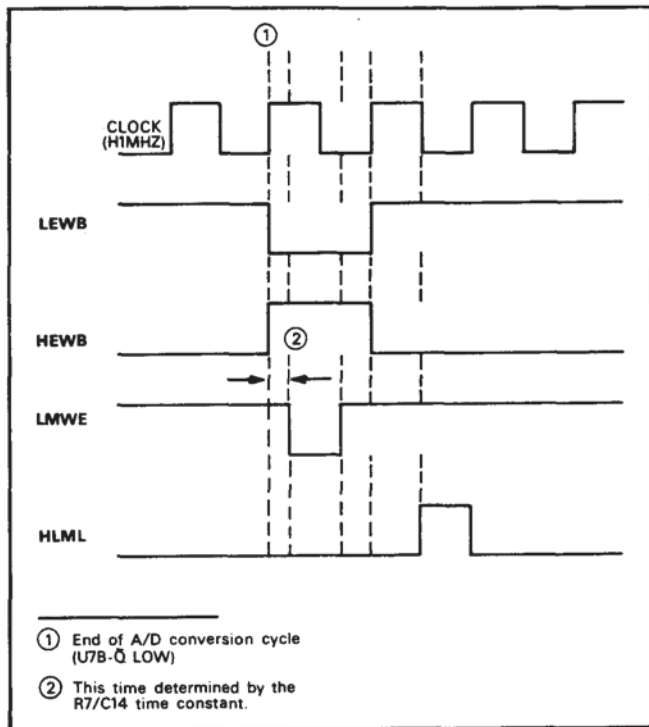 ①
CLOCK
(H1MHZ)
LEWB
HEWB
②
LMWE
HLML
① End of A/D conversion cycle
(U7B-Q̄ LOW)
② This time determined by the
R7/C14 time constant.